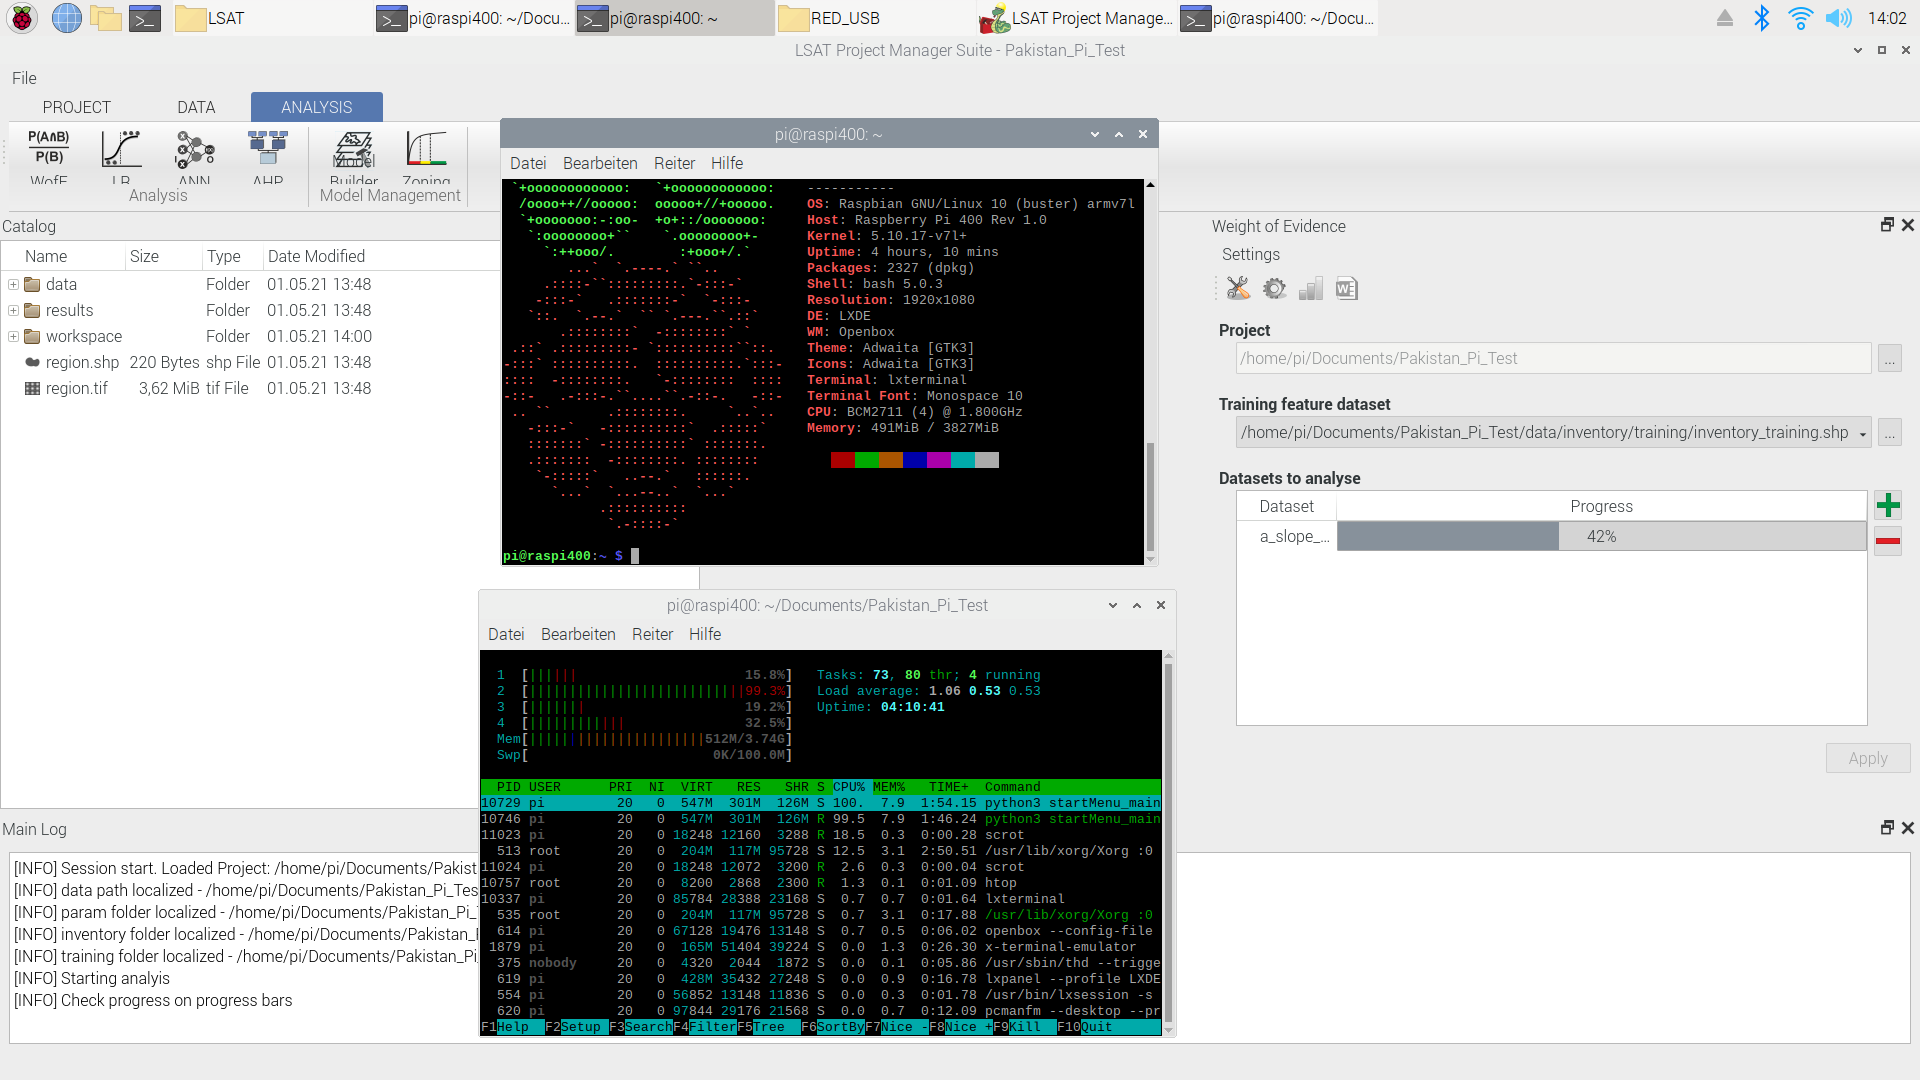 LSAT
pi@raspi400: ~/Docu...
pi@raspi400: ~
RED_USB
LSAT Project Manage...
pi@raspi400: ~/Docu...
14:02
LSAT Project Manager Suite - Pakistan_Pi_Test
File
PROJECT DATA ANALYSIS
P(A∩B)
P(B)
WofE LR ANN AHP
Model
Builder
Zoning
Analysis
Model Management
Catalog
Name Size Type Date Modified
data Folder 01.05.21 13:48
results Folder 01.05.21 13:48
workspace Folder 01.05.21 14:00
region.shp 220 Bytes shp File 01.05.21 13:48
region.tif 3,62 MiB tif File 01.05.21 13:48
pi@raspi400: ~
Datei Bearbeiten Reiter Hilfe
-----------
OS: Raspbian GNU/Linux 10 (buster) armv7l
Host: Raspberry Pi 400 Rev 1.0
Kernel: 5.10.17-v7l+
Uptime: 4 hours, 10 mins
Packages: 2327 (dpkg)
Shell: bash 5.0.3
Resolution: 1920x1080
DE: LXDE
WM: Openbox
Theme: Adwaita [GTK3]
Icons: Adwaita [GTK3]
Terminal: lxterminal
Terminal Font: Monospace 10
CPU: BCM2711 (4) @ 1.800GHz
Memory: 491MiB / 3827MiB
pi@raspi400:~ $
pi@raspi400: ~/Documents/Pakistan_Pi_Test
Datei Bearbeiten Reiter Hilfe
1 [ 15.8%] Tasks: 73, 80 thr; 4 running
2 [ 99.3%] Load average: 1.06 0.53 0.53
3 [ 19.2%] Uptime: 04:10:41
4 [ 32.5%]
Mem[ 512M/3.74G]
Swp[ 0K/100.0M]
PID USER PRI NI VIRT RES SHR S CPU% MEM% TIME+ Command
10729 pi 20 0 547M 301M 126M S 100. 7.9 1:54.15 python3 startMenu_main
10746 pi 20 0 547M 301M 126M R 99.5 7.9 1:46.24 python3 startMenu_main
11023 pi 20 0 18248 12160 3288 R 18.5 0.3 0:00.28 scrot
513 root 20 0 204M 117M 95728 S 12.5 3.1 2:50.51 /usr/lib/xorg/Xorg :0
11024 pi 20 0 18248 12072 3200 R 2.6 0.3 0:00.04 scrot
10757 root 20 0 8200 2868 2300 R 1.3 0.1 0:01.09 htop
10337 pi 20 0 85784 28388 23168 S 0.7 0.7 0:01.64 lxterminal
535 root 20 0 204M 117M 95728 S 0.7 3.1 0:17.88 /usr/lib/xorg/Xorg :0
614 pi 20 0 67128 19476 13148 S 0.7 0.5 0:06.02 openbox --config-file
1879 pi 20 0 165M 51404 39224 S 0.0 1.3 0:26.30 x-terminal-emulator
375 nobody 20 0 4320 2044 1872 S 0.0 0.1 0:05.86 /usr/sbin/thd --trigge
619 pi 20 0 428M 35432 27248 S 0.0 0.9 0:16.78 lxpanel --profile LXDE
554 pi 20 0 56852 13148 11836 S 0.0 0.3 0:01.78 /usr/bin/lxsession -s
620 pi 20 0 97844 29176 21568 S 0.0 0.7 0:12.09 pcmanfm --desktop --pr
F1Help F2Setup F3SearchF4FilterF5Tree F6SortByF7Nice -F8Nice +F9Kill F10Quit
Weight of Evidence
Settings
Project
/home/pi/Documents/Pakistan_Pi_Test ...
Training feature dataset
/home/pi/Documents/Pakistan_Pi_Test/data/inventory/training/inventory_training.shp ...
Datasets to analyse
Dataset Progress
a_slope_... 42%
Apply
Main Log
[INFO] Session start. Loaded Project: /home/pi/Documents/Pakist
[INFO] data path localized - /home/pi/Documents/Pakistan_Pi_Tes
[INFO] param folder localized - /home/pi/Documents/Pakistan_Pi_
[INFO] inventory folder localized - /home/pi/Documents/Pakistan_
[INFO] training folder localized - /home/pi/Documents/Pakistan_Pi
[INFO] Starting analyis
[INFO] Check progress on progress bars